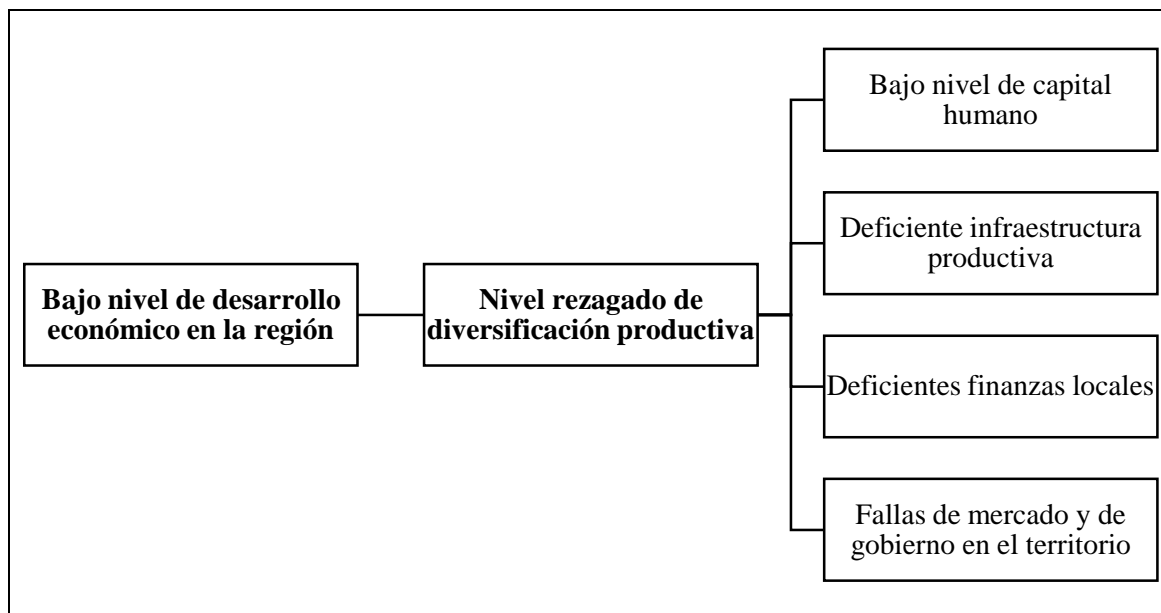 Bajo nivel de desarrollo
económico en la región
Nivel rezagado de
diversificación productiva
Bajo nivel de capital
humano
Deficiente infraestructura
productiva
Deficientes finanzas locales
Fallas de mercado y de
gobierno en el territorio